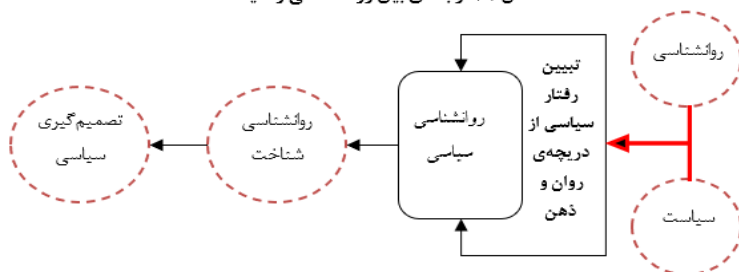 روانشناسی
سیاست
تبیین
رفتار
سیاسی از
دریچه‌ی
روان و
ذهن
روانشناسی
سیاسی
روانشناسی
شناخت
تصمیم‌گیری
سیاسی